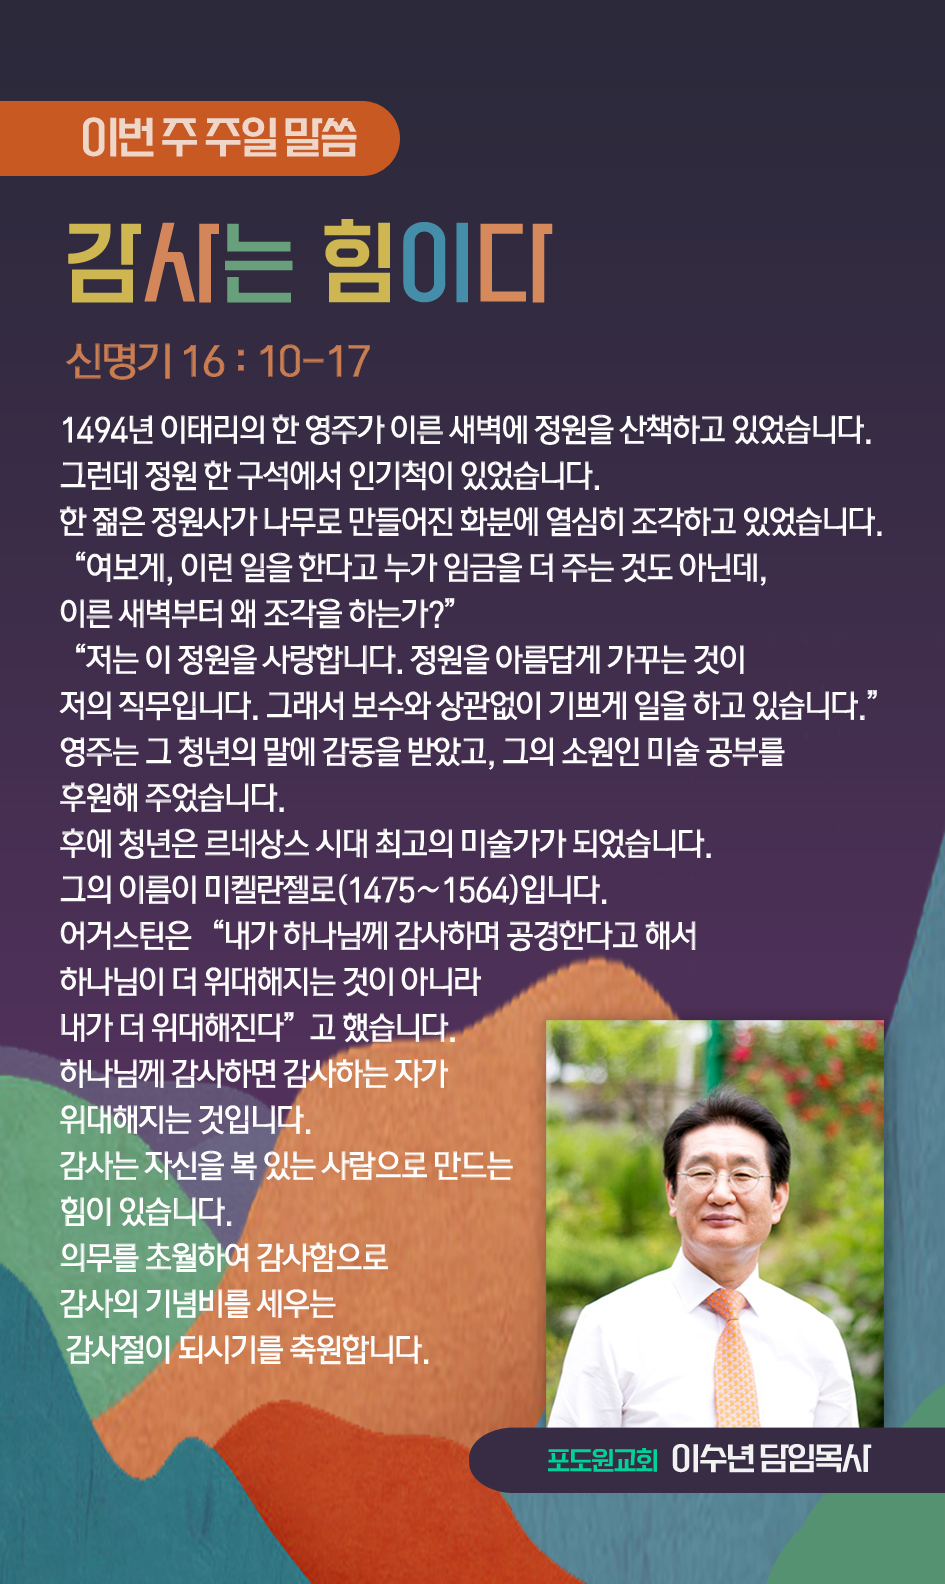 이번 주 주일 말씀
감사는 힘이다
신명기 16 : 10-17
1494년 이태리의 한 영주가 이른 새벽에 정원을 산책하고 있었습니다.
그런데 정원 한 구석에서 인기척이 있었습니다.
한 젊은 정원사가 나무로 만들어진 화분에 열심히 조각하고 있었습니다.
“여보게, 이런 일을 한다고 누가 임금을 더 주는 것도 아닌데,
이른 새벽부터 왜 조각을 하는가?”
“저는 이 정원을 사랑합니다. 정원을 아름답게 가꾸는 것이
저의 직무입니다. 그래서 보수와 상관없이 기쁘게 일을 하고 있습니다.”
영주는 그 청년의 말에 감동을 받았고, 그의 소원인 미술 공부를
후원해 주었습니다.
후에 청년은 르네상스 시대 최고의 미술가가 되었습니다.
그의 이름이 미켈란젤로(1475~1564)입니다.
어거스틴은 “내가 하나님께 감사하며 공경한다고 해서
하나님이 더 위대해지는 것이 아니라
내가 더 위대해진다” 고 했습니다.
하나님께 감사하면 감사하는 자가
위대해지는 것입니다.
감사는 자신을 복 있는 사람으로 만드는
힘이 있습니다.
의무를 초월하여 감사함으로
감사의 기념비를 세우는
감사절이 되시기를 축원합니다.
포도원교회 이수년 담임목사